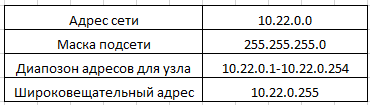 Адрес сети 10.22.0.0
Маска подсети 255.255.255.0
Диапазон адресов для узла 10.22.0.1-10.22.0.254
Широковещательный адрес 10.22.0.255